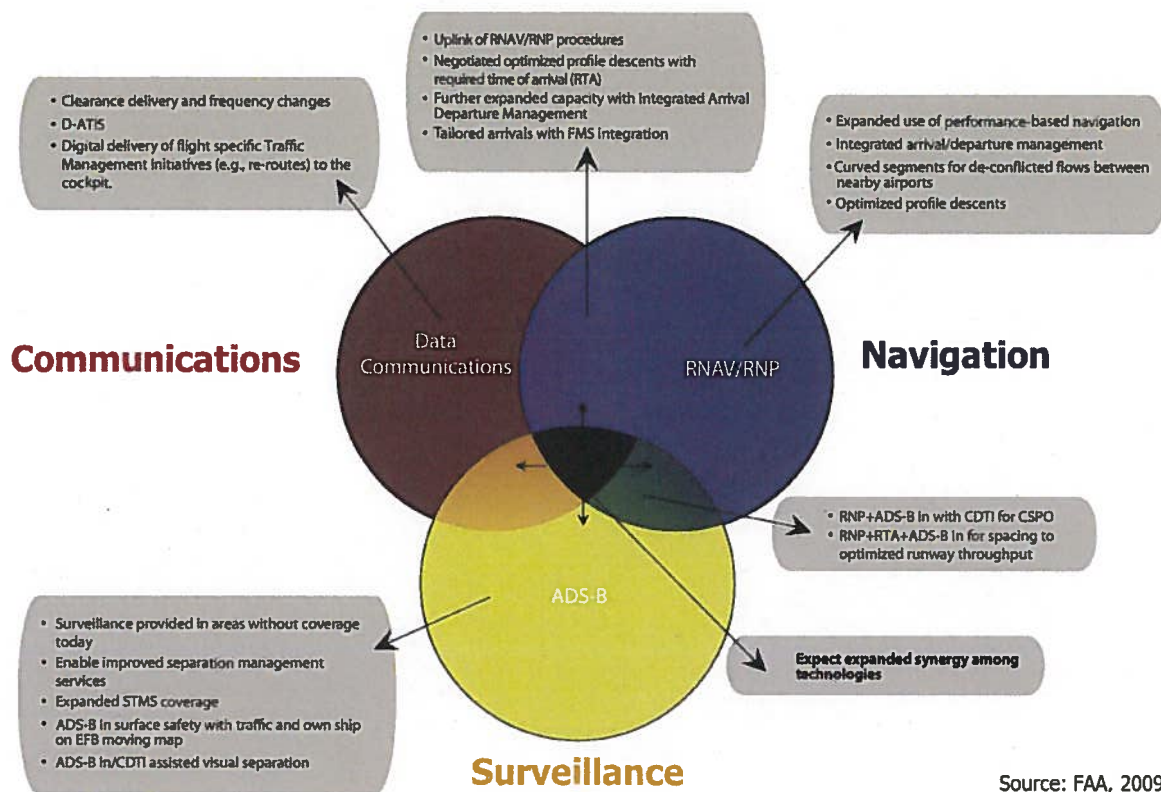 • Uplink of RNAV/RNP procedures
• Negotiated optimized profile descents with
required time of arrival (RTA)
• Further expanded capacity with Integrated Arrival
Departure Management
• Tailored arrivals with FMS integration
• Clearance delivery and frequency changes
• D-ATIS
• Digital delivery of flight specific Traffic
Management Initiatives (e.g., re-routes) to the
cockpit.
• Expanded use of performance-based navigation
• Integrated arrival/departure management
• Curved segments for de-conflicted flows between
nearby airports
• Optimized profile descents
Communications
Data
Communications
RNAV/RNP
Navigation
• RNP+ADS-B In with CDTI for CSPO
• RNP+RTA+ADS-B In for spacing to
optimized runway throughput
ADS-B
• Surveillance provided in areas without coverage
today
• Enable improved separation management
services
• Expanded STMS coverage
• ADS-B In surface safety with traffic and own ship
on EFB moving map
• ADS-B In/CDTI assisted visual separation
Expect expanded synergy among
technologies
Surveillance
Source: FAA, 2009